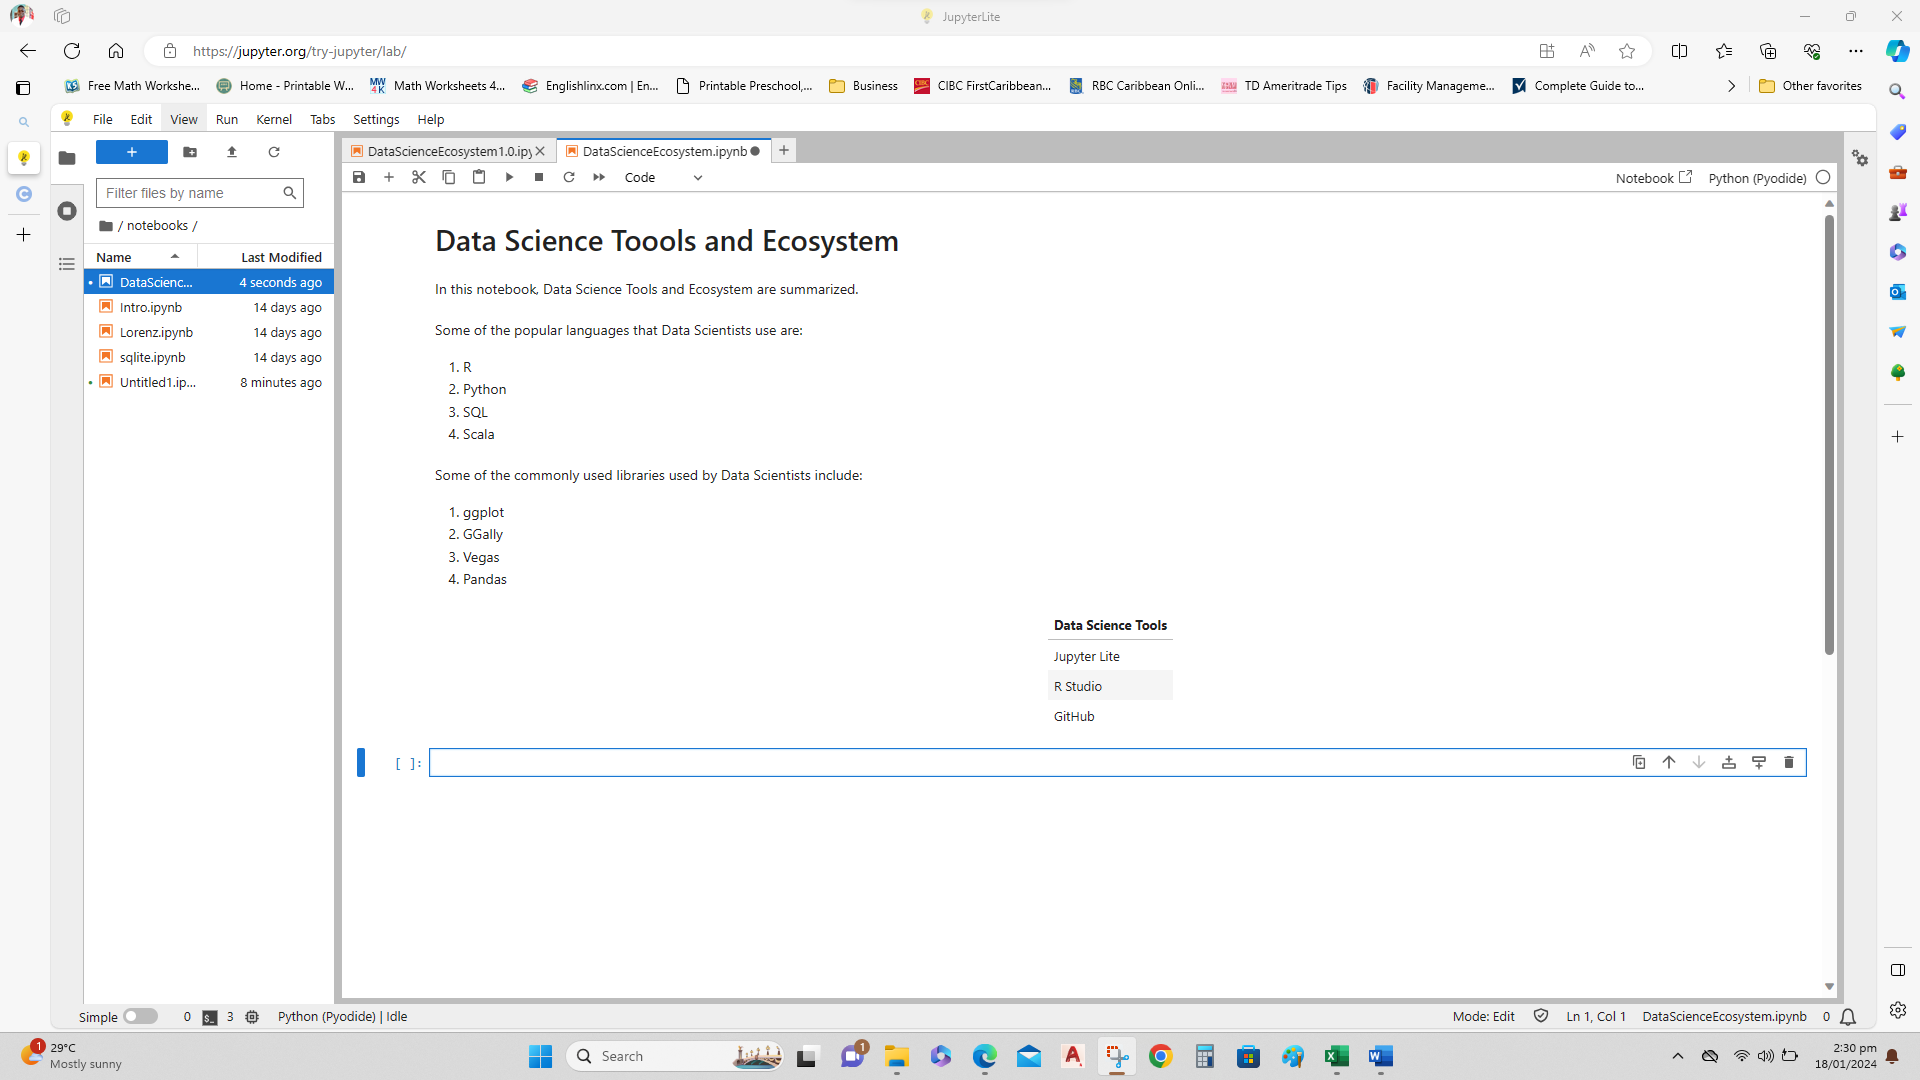 JupyterLite
https://jupyter.org/try-jupyter/lab/
Free Math Workshe...
Home - Printable W...
Math Worksheets 4...
Englishlinx.com | En...
Printable Preschool,...
Business
CIBC FirstCaribbean...
RBC Caribbean Onli...
TD Ameritrade Tips
Facility Manageme...
Complete Guide to...
Other favorites
File Edit View Run Kernel Tabs Settings Help
DataScienceEcosystem1.0.ipy
DataScienceEcosystem.ipynb
Code
Notebook
Python (Pyodide)
Filter files by name
/ notebooks /
Name Last Modified
DataScienc... 4 seconds ago
Intro.ipynb 14 days ago
Lorenz.ipynb 14 days ago
sqlite.ipynb 14 days ago
Untitled1.ip... 8 minutes ago
Data Science Toools and Ecosystem
In this notebook, Data Science Tools and Ecosystem are summarized.
Some of the popular languages that Data Scientists use are:
1. R
2. Python
3. SQL
4. Scala
Some of the commonly used libraries used by Data Scientists include:
1. ggplot
2. GGally
3. Vegas
4. Pandas
Data Science Tools
Jupyter Lite
R Studio
GitHub
[ ]:
Simple 0 $_ 3 Python (Pyodide) | Idle
Mode: Edit Ln 1, Col 1 DataScienceEcosystem.ipynb 0
1
29°C
Mostly sunny
Search
1
2:30 pm
18/01/2024